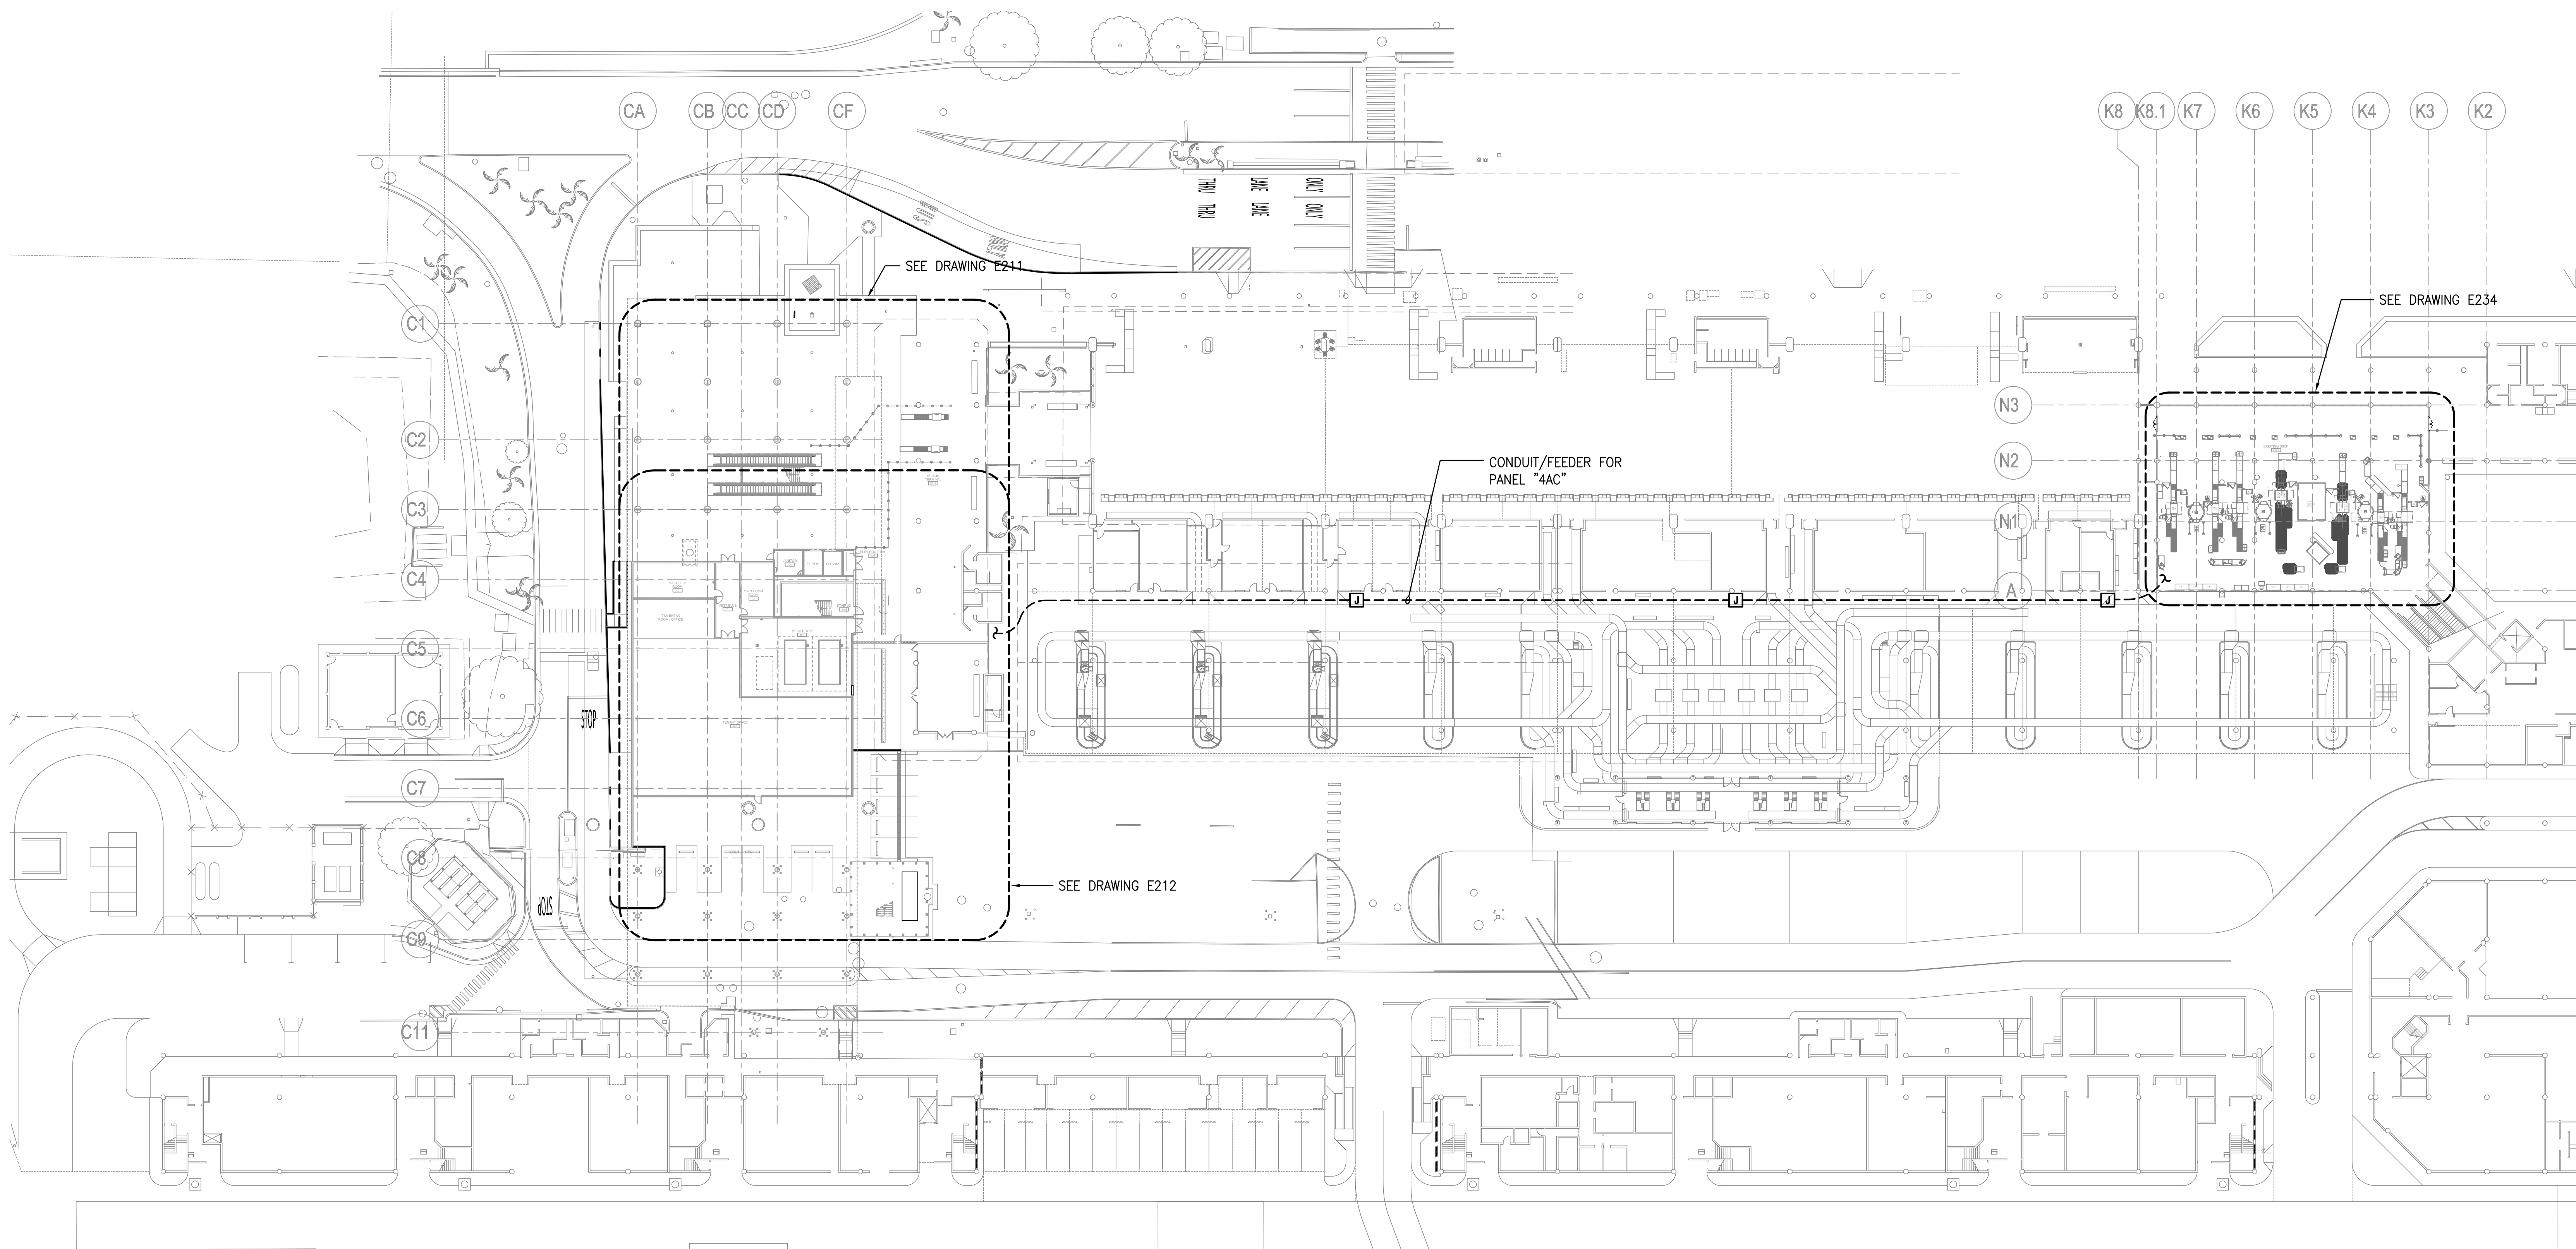 CA CB CC CD CF
K8 K8.1 K7 K6 K5 K4 K3 K2
THRU LANE ONLY
THRU LANE ONLY
SEE DRAWING E211
SEE DRAWING E234
C1
N3
C2
CONDUIT/FEEDER FOR
PANEL "4AC"
N2
C3
N1
C4
A
J J J
C5
C6
STOP
C7
C8
SEE DRAWING E212
STOP
C9
C11